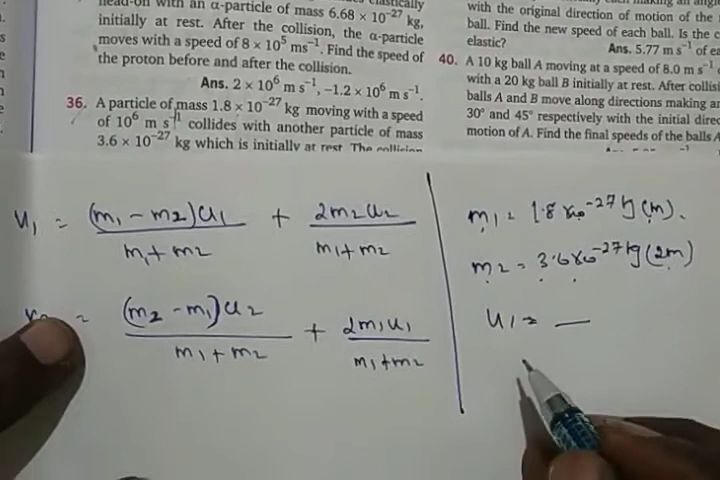 head-on with an α-particle of mass 6.68 × 10⁻²⁷ kg,
initially at rest. After the collision, the α-particle
moves with a speed of 8 × 10⁵ ms⁻¹. Find the speed of
the proton before and after the collision.
Ans. 2 × 10⁶ m s⁻¹, −1.2 × 10⁶ m s⁻¹.
36. A particle of mass 1.8 × 10⁻²⁷ kg moving with a speed
of 10⁶ m s⁻¹ collides with another particle of mass
3.6 × 10⁻²⁷ kg which is initially at rest. The collision
with the original direction of motion of the
ball. Find the new speed of each ball. Is the
elastic?
Ans. 5.77 m s⁻¹ of
40. A 10 kg ball A moving at a speed of 8.0 m s⁻¹
with a 20 kg ball B initially at rest. After
balls A and B move along directions making
30° and 45° respectively with the initial
motion of A. Find the final speeds of the balls
υ₁ = (m₁ − m₂)u₁ / m₁ + m₂ + 2m₂u₂ / m₁ + m₂
= (m₂ − m₁)u₂ / m₁ + m₂ + 2m₁u₁ / m₁ + m₂
m₁ = 1.8 × 10⁻²⁷ kg (m).
m₂ = 3.6 × 10⁻²⁷ kg (2m)
u₁ = —